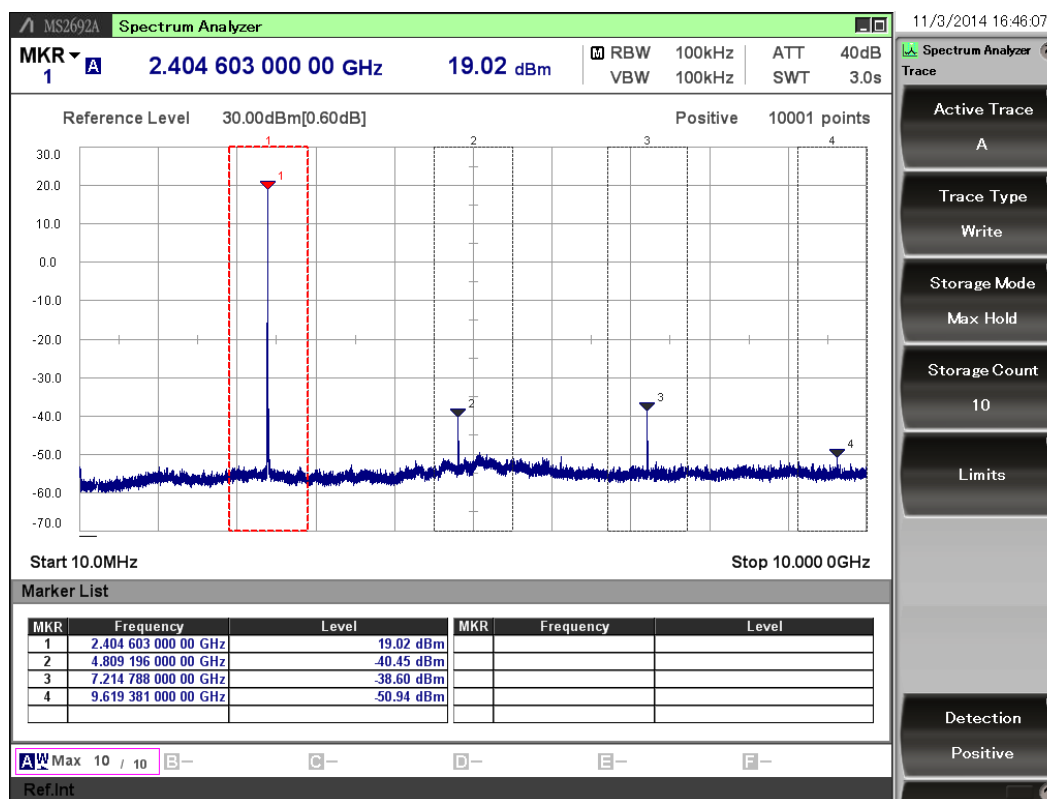 MS2692A Spectrum Analyzer
11/3/2014 16:46:07
MKR 1 A 2.404 603 000 00 GHz 19.02 dBm
M RBW 100kHz ATT 40dB
VBW 100kHz SWT 3.0s
Reference Level 30.00dBm[0.60dB] Positive 10001 points
1 2 3 4
30.0
20.0
10.0
0.0
-10.0
-20.0
-30.0
-40.0
-50.0
-60.0
-70.0
1
2
3
4
Start 10.0MHz Stop 10.000 0GHz
Marker List
MKR Frequency Level MKR Frequency Level
1 2.404 603 000 00 GHz 19.02 dBm
2 4.809 196 000 00 GHz -40.45 dBm
3 7.214 788 000 00 GHz -38.60 dBm
4 9.619 381 000 00 GHz -50.94 dBm
A W Max 10 / 10 B- C- D- E- F-
Ref.Int
Spectrum Analyzer
Trace
Active Trace
A
Trace Type
Write
Storage Mode
Max Hold
Storage Count
10
Limits
Detection
Positive